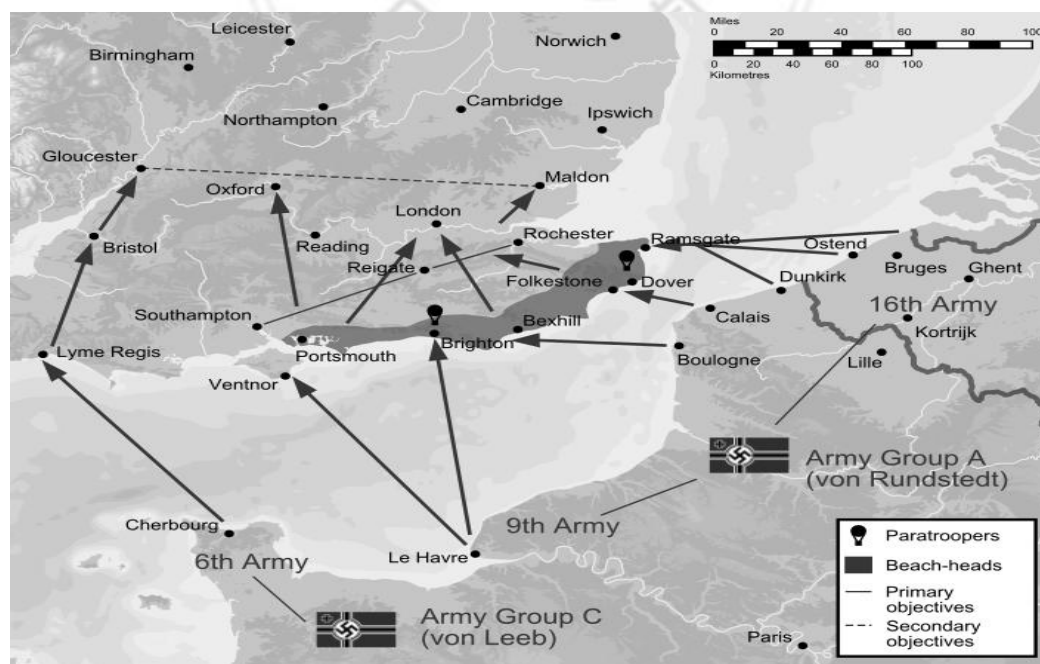 Miles
0 20 40 60 80 100
0 20 40 60 80 100
Kilometres
Leicester
Birmingham
Norwich
Northampton
Cambridge
Ipswich
Gloucester
Oxford
Maldon
London
Bristol
Reading
Rochester
Ramsgate
Ostend
Reigate
Folkestone
Dover
Dunkirk
Bruges
Ghent
16th Army
Southampton
Bexhill
Calais
Kortrijk
Lyme Regis
Portsmouth
Brighton
Boulogne
Lille
Ventnor
Army Group A
(von Rundstedt)
Cherbourg
9th Army
6th Army
Le Havre
Army Group C
(von Leeb)
Paris
Paratroopers
Beach-heads
Primary
objectives
Secondary
objectives